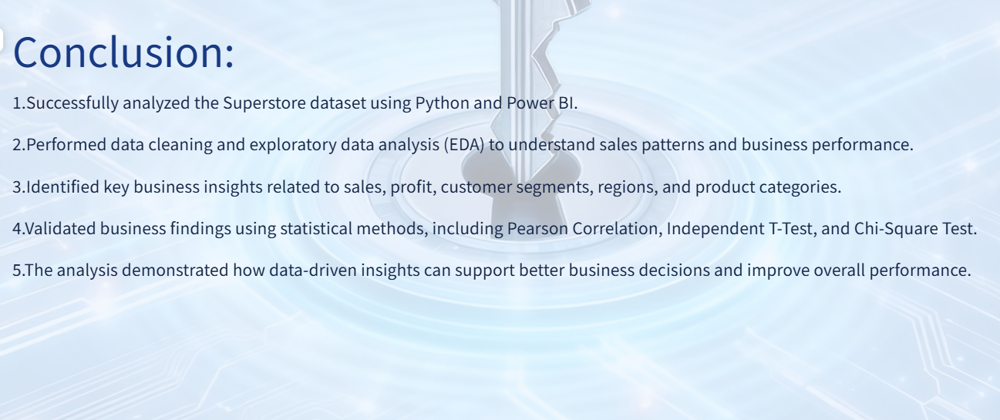 Conclusion:
1.Successfully analyzed the Superstore dataset using Python and Power BI.
2.Performed data cleaning and exploratory data analysis (EDA) to understand sales patterns and business performance.
3.Identified key business insights related to sales, profit, customer segments, regions, and product categories.
4.Validated business findings using statistical methods, including Pearson Correlation, Independent T-Test, and Chi-Square Test.
5.The analysis demonstrated how data-driven insights can support better business decisions and improve overall performance.